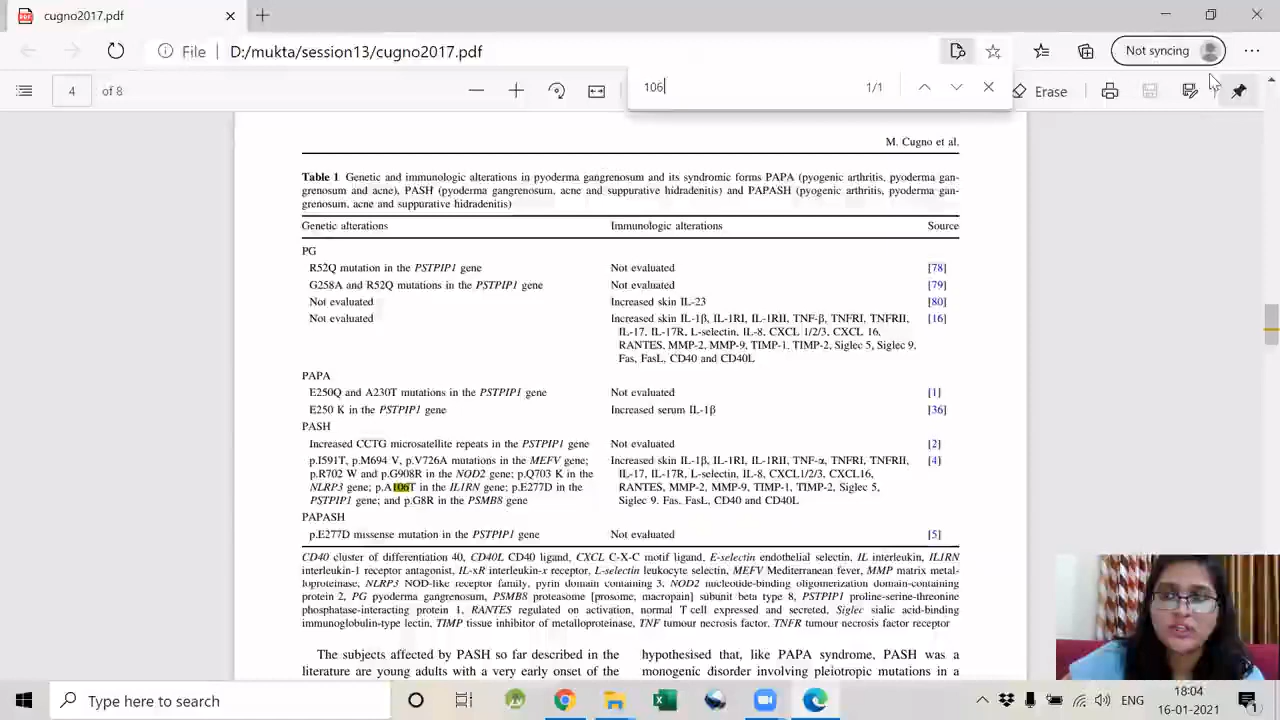 cugno2017.pdf
File D:/mukta/session13/cugno2017.pdf
Not syncing
4 of 8
106 1/1
Erase
M. Cugno et al.
Table 1 Genetic and immunologic alterations in pyoderma gangrenosum and its syndromic forms PAPA (pyogenic arthritis, pyoderma gan-
grenosum and acne), PASH (pyoderma gangrenosum, acne and suppurative hidradenitis) and PAPASH (pyogenic arthritis, pyoderma gan-
grenosum, acne and suppurative hidradenitis)
Genetic alterations Immunologic alterations Source
PG
R52Q mutation in the PSTPIP1 gene Not evaluated [78]
G258A and R52Q mutations in the PSTPIP1 gene Not evaluated [79]
Not evaluated Increased skin IL-23 [80]
Not evaluated Increased skin IL-1β, IL-1RI, IL-1RII, TNF-β, TNFRI, TNFRII, [16]
IL-17, IL-17R, L-selectin, IL-8, CXCL 1/2/3, CXCL 16,
RANTES, MMP-2, MMP-9, TIMP-1, TIMP-2, Siglec 5, Siglec 9,
Fas, FasL, CD40 and CD40L
PAPA
E250Q and A230T mutations in the PSTPIP1 gene Not evaluated [1]
E250 K in the PSTPIP1 gene Increased serum IL-1β [36]
PASH
Increased CCTG microsatellite repeats in the PSTPIP1 gene Not evaluated [2]
p.I591T, p.M694 V, p.V726A mutations in the MEFV gene; Increased skin IL-1β, IL-1RI, IL-1RII, TNF-α, TNFRI, TNFRII, [4]
p.R702 W and p.G908R in the NOD2 gene; p.Q703 K in the IL-17, IL-17R, L-selectin, IL-8, CXCL1/2/3, CXCL16,
NLRP3 gene; p.A106T in the IL1RN gene; p.E277D in the RANTES, MMP-2, MMP-9, TIMP-1, TIMP-2, Siglec 5,
PSTPIP1 gene; and p.G8R in the PSMB8 gene Siglec 9. Fas. FasL, CD40 and CD40L
PAPASH
p.E277D missense mutation in the PSTPIP1 gene Not evaluated [5]
CD40 cluster of differentiation 40, CD40L CD40 ligand, CXCL C-X-C motif ligand, E-selectin endothelial selectin, IL interleukin, IL1RN
interleukin-1 receptor antagonist, IL-xR interleukin-x receptor, L-selectin leukocyte selectin, MEFV Mediterranean fever, MMP matrix metal-
loproteinase, NLRP3 NOD-like receptor family, pyrin domain containing 3, NOD2 nucleotide-binding oligomerization domain-containing
protein 2, PG pyoderma gangrenosum, PSMB8 proteasome [prosome, macropain] subunit beta type 8, PSTPIP1 proline-serine-threonine
phosphatase-interacting protein 1, RANTES regulated on activation, normal T cell expressed and secreted, Siglec sialic acid-binding
immunoglobulin-type lectin, TIMP tissue inhibitor of metalloproteinase, TNF tumour necrosis factor, TNFR tumour necrosis factor receptor
The subjects affected by PASH so far described in the
literature are young adults with a very early onset of the
hypothesised that, like PAPA syndrome, PASH was a
monogenic disorder involving pleiotropic mutations in a
Type here to search
18:04
16-01-2021